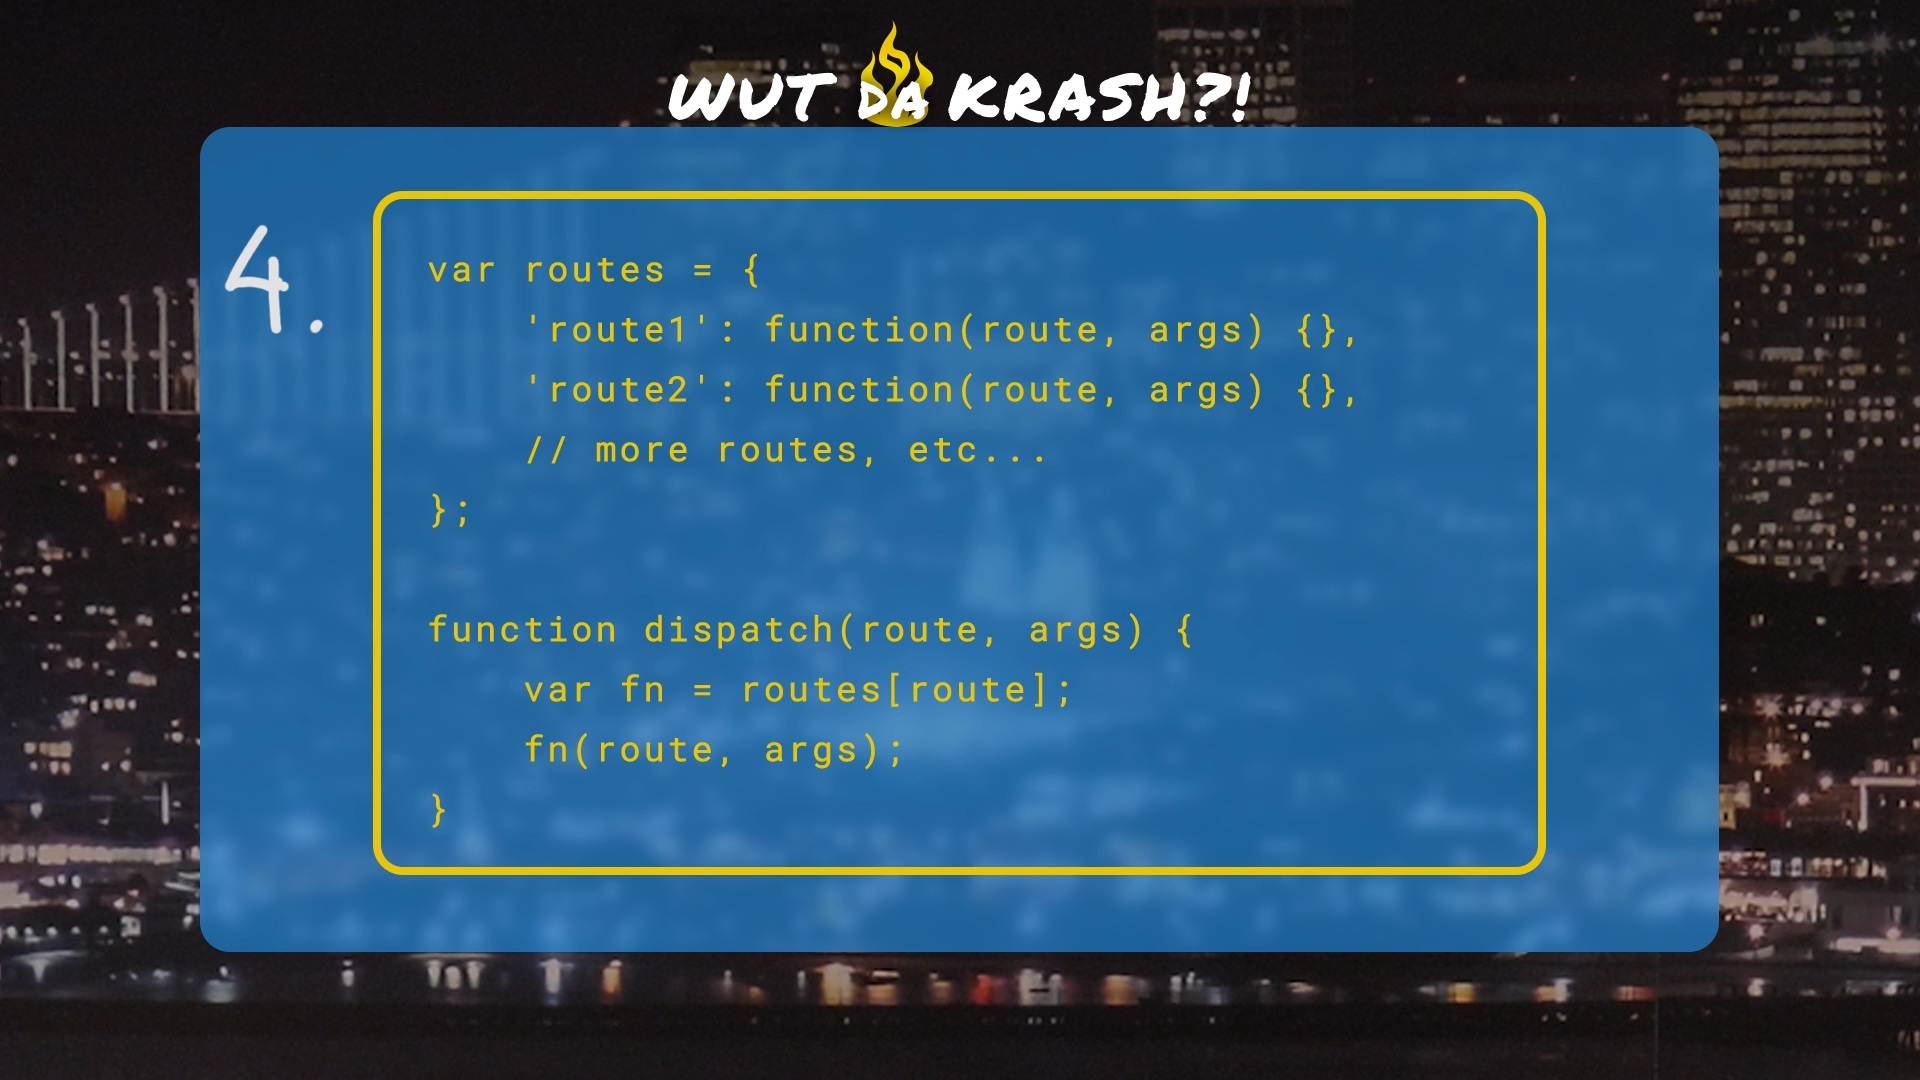 WUT DA KRASH?!
4.
var routes = {
    'route1': function(route, args) {},
    'route2': function(route, args) {},
    // more routes, etc...
};

function dispatch(route, args) {
    var fn = routes[route];
    fn(route, args);
}